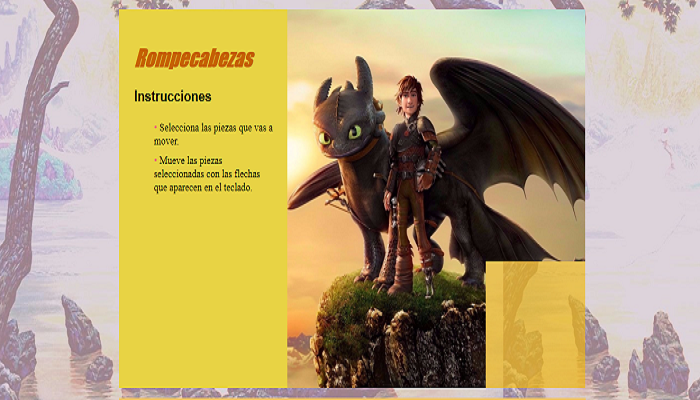 Rompecabezas
Instrucciones
• Selecciona las piezas que vas a
mover.
• Mueve las piezas
seleccionadas con las flechas
que aparecen en el teclado.